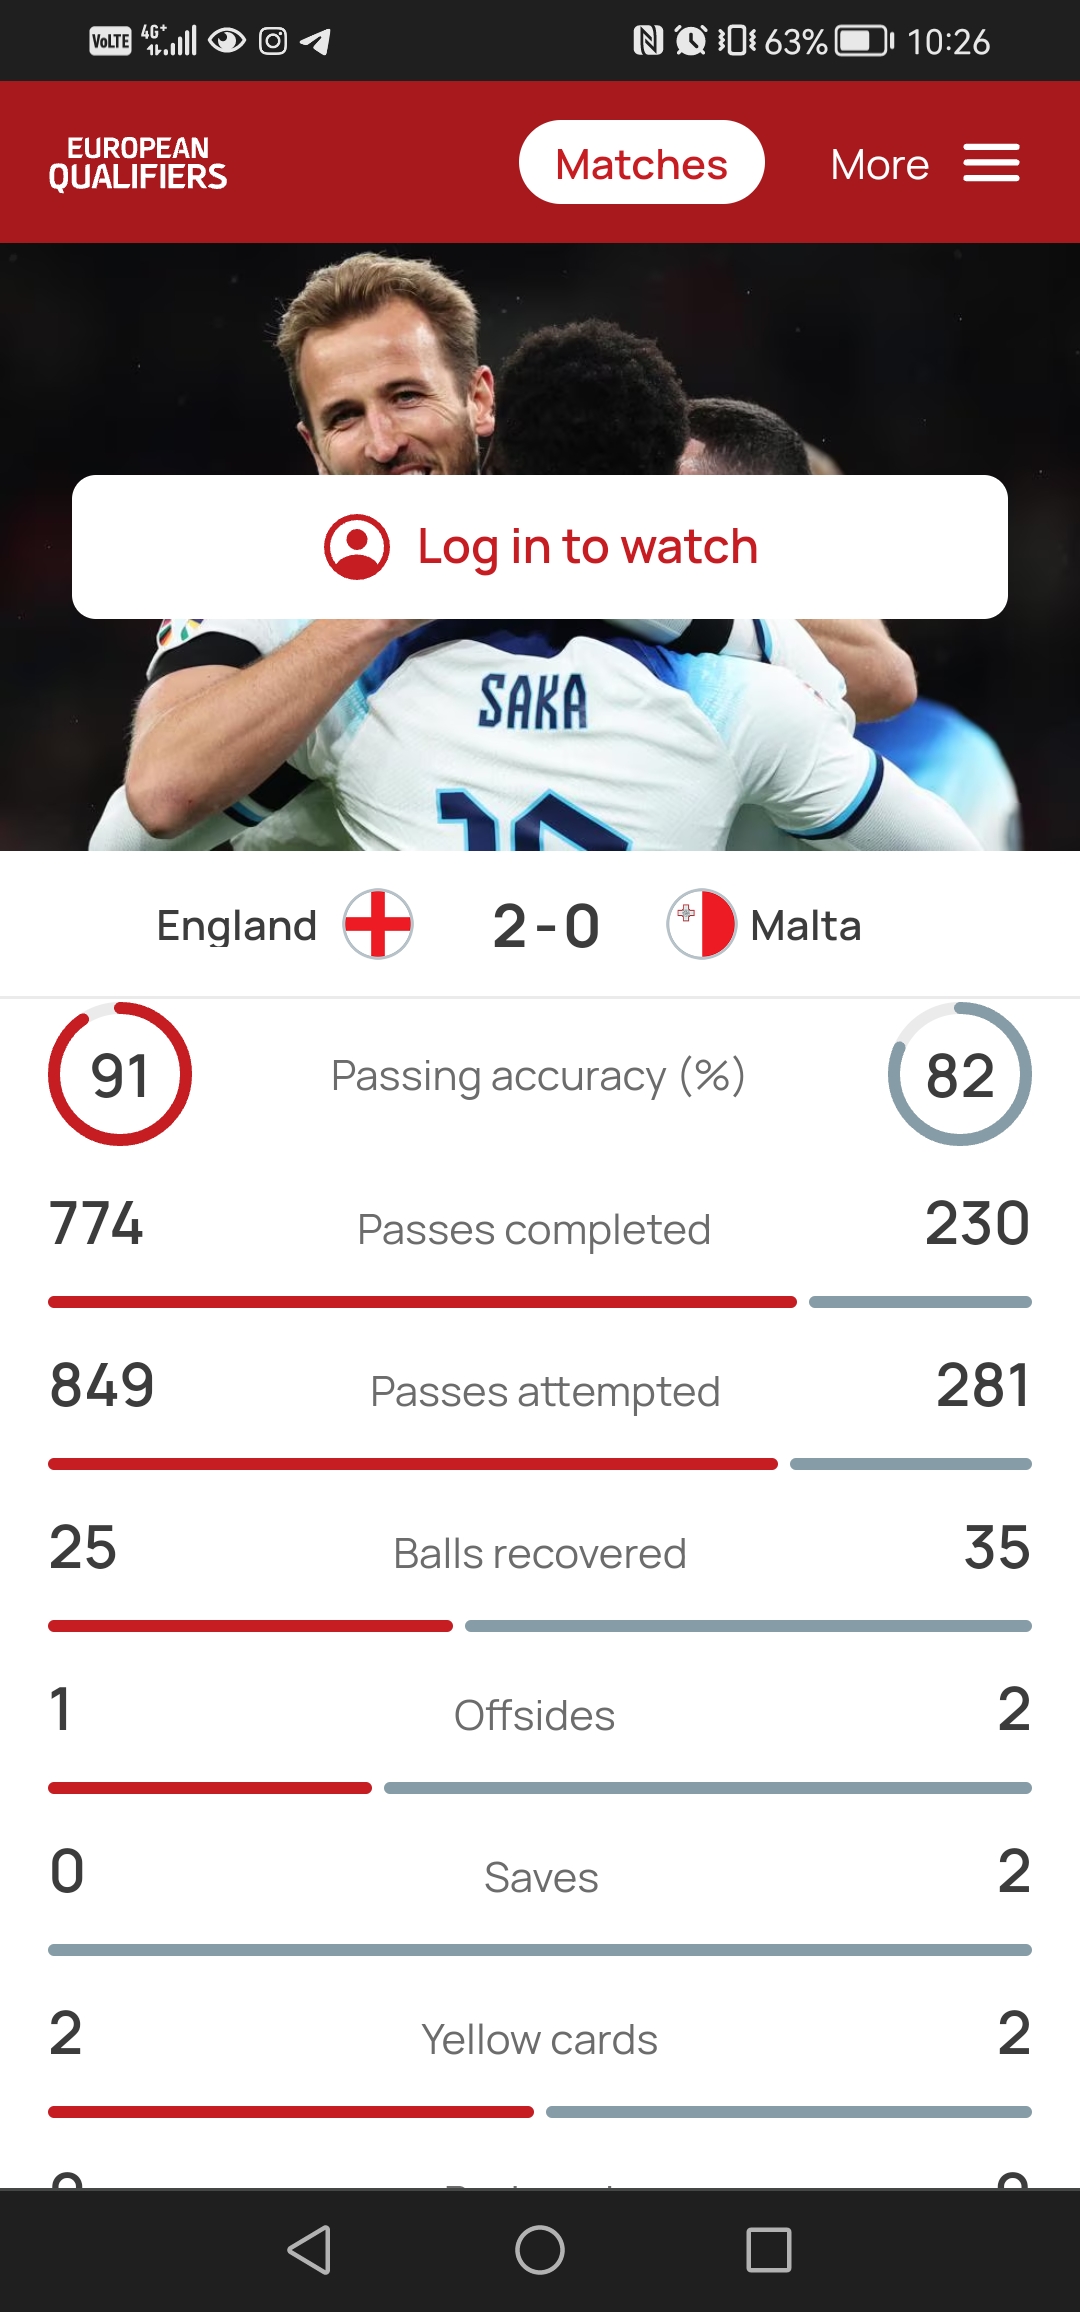 VoLTE 4G+ 63% 10:26
EUROPEAN
QUALIFIERS
Matches More
Log in to watch
SAKA
England 2-0 Malta
91 Passing accuracy (%) 82
774 Passes completed 230
849 Passes attempted 281
25 Balls recovered 35
1 Offsides 2
0 Saves 2
2 Yellow cards 2